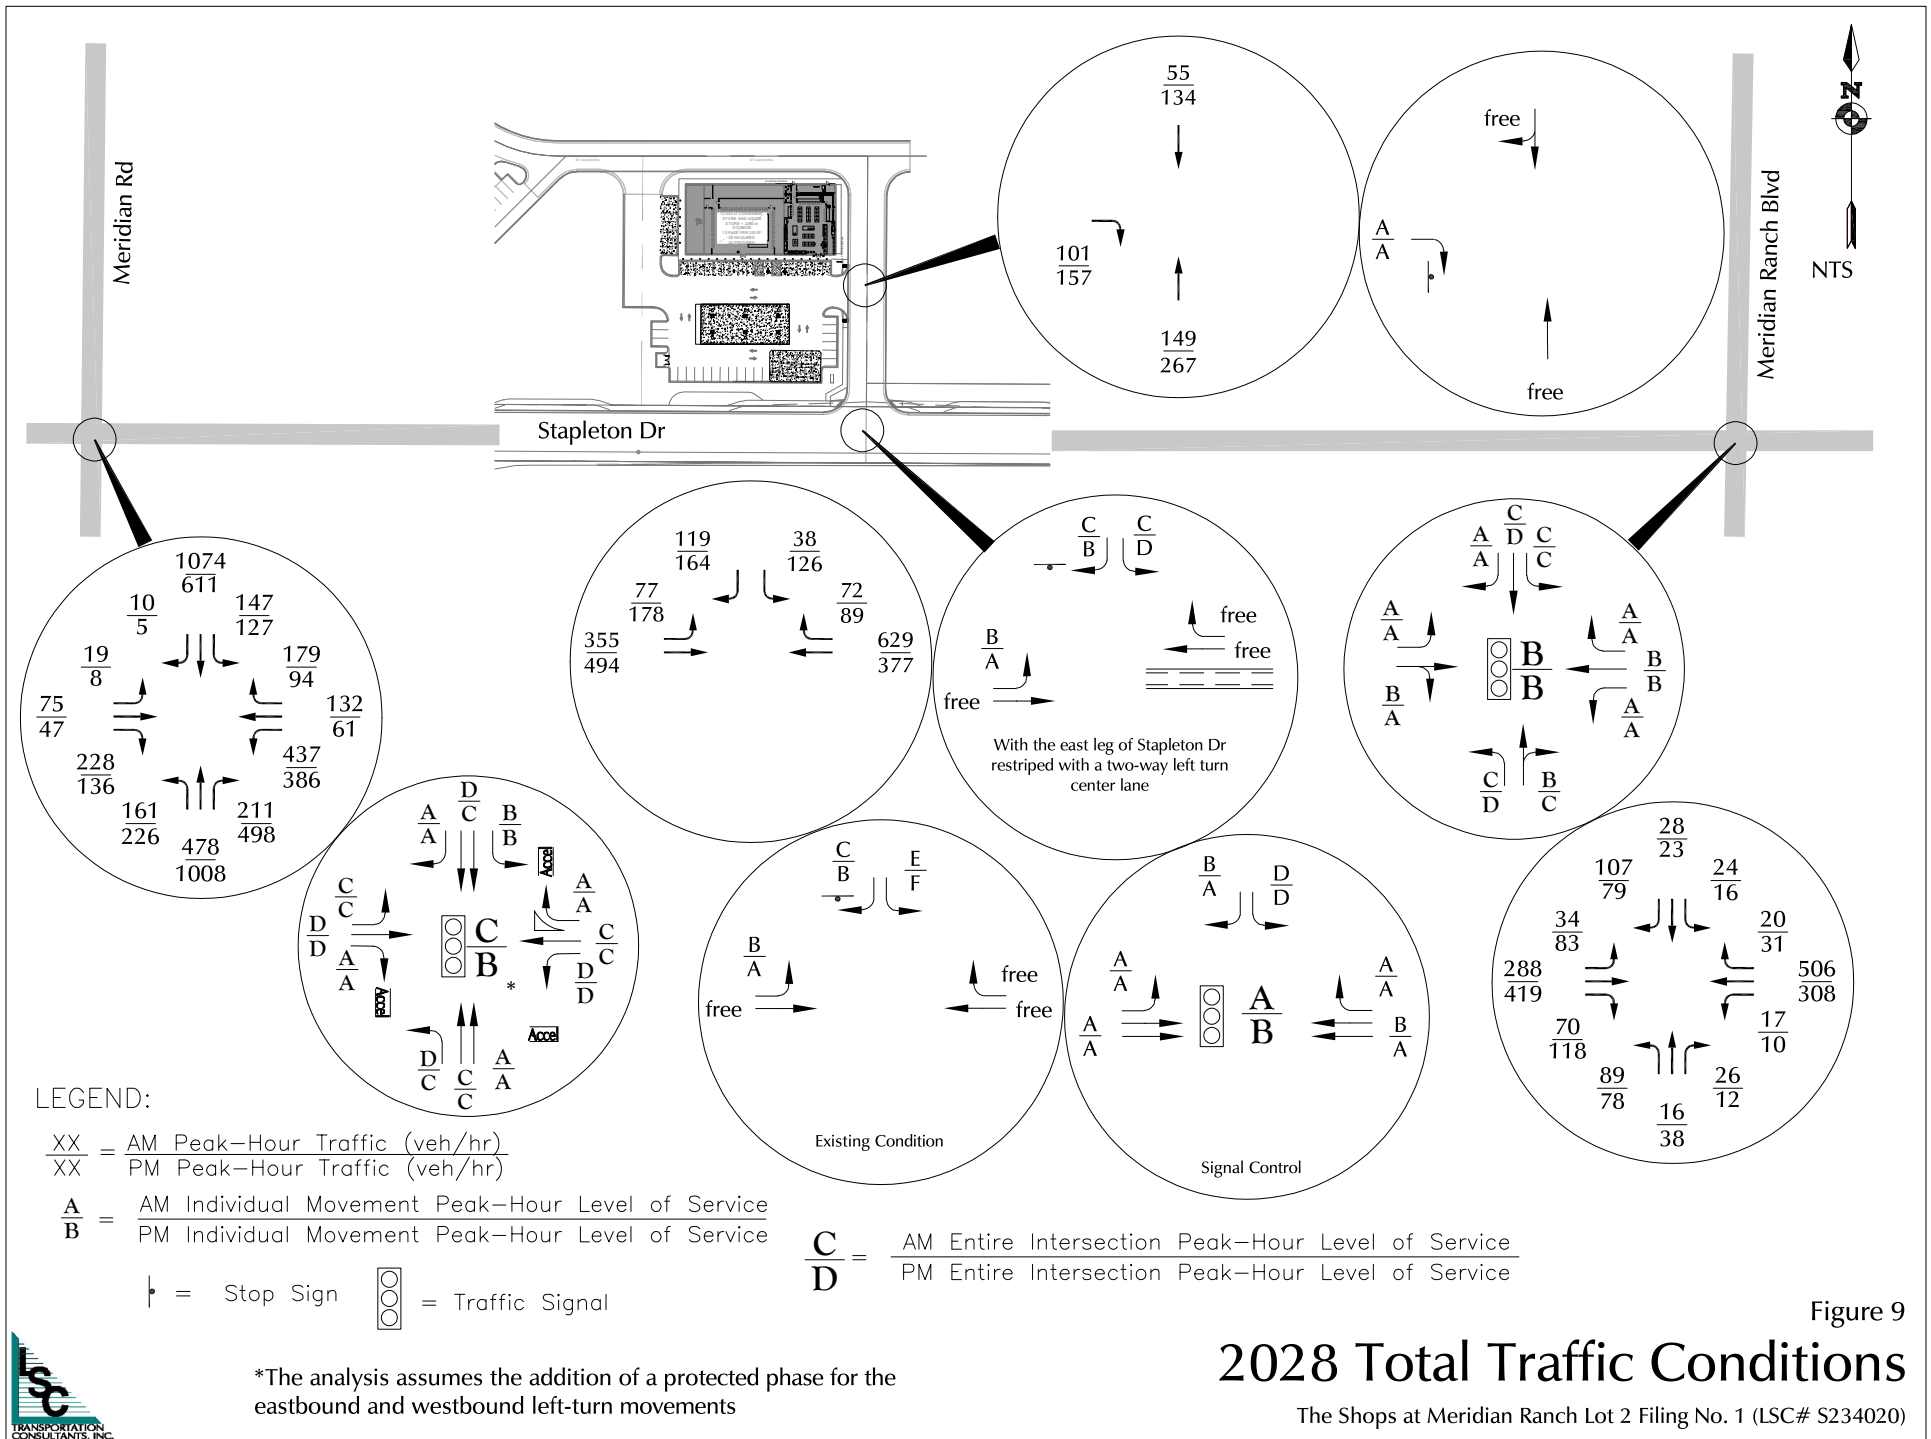 Meridian Rd
Meridian Ranch Blvd
N
NTS
Stapleton Dr
55
134
101
157
149
267
free
A
A
free
1074
611
10
5
147
127
19
8
179
94
75
47
132
61
228
136
437
386
161
226
211
498
478
1008
D
C
A
A
B
B
Accel
C
C
A
A
D
D
C
B
C
C
A
A
D
D
*
Accel
Accel
D
C
C
C
A
A
119
164
38
126
77
178
72
89
355
494
629
377
C
B
C
D
B
A
free
free
free
With the east leg of Stapleton Dr
restriped with a two-way left turn
center lane
C
B
E
F
B
A
free
free
free
Existing Condition
B
A
D
D
A
A
A
A
A
B
A
A
B
A
Signal Control
C
D
A
A
C
C
A
A
A
A
B
B
B
B
B
A
A
A
C
D
B
C
28
23
107
79
24
16
34
83
20
31
288
419
506
308
70
118
17
10
89
78
26
12
16
38
LEGEND:
XX
XX
=
AM Peak-Hour Traffic (veh/hr)
PM Peak-Hour Traffic (veh/hr)
A
B
=
AM Individual Movement Peak-Hour Level of Service
PM Individual Movement Peak-Hour Level of Service
C
D
=
AM Entire Intersection Peak-Hour Level of Service
PM Entire Intersection Peak-Hour Level of Service
= Stop Sign
= Traffic Signal
*The analysis assumes the addition of a protected phase for the
eastbound and westbound left-turn movements
Figure 9
2028 Total Traffic Conditions
The Shops at Meridian Ranch Lot 2 Filing No. 1 (LSC# S234020)
LSC
TRANSPORTATION
CONSULTANTS, INC.